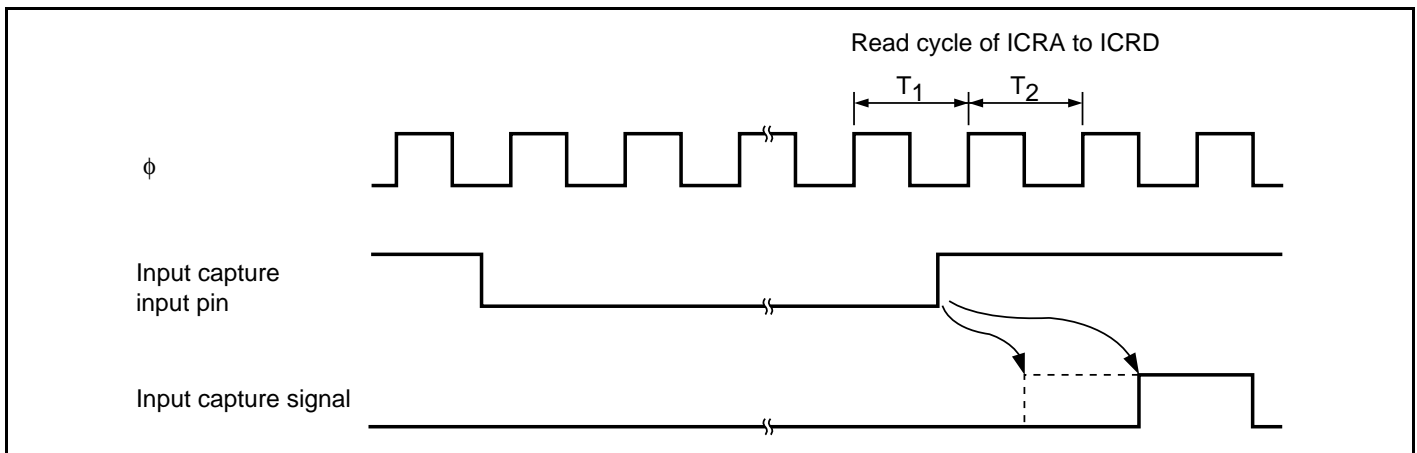 Read cycle of ICRA to ICRD
T1 T2
ϕ
Input capture
input pin
Input capture signal